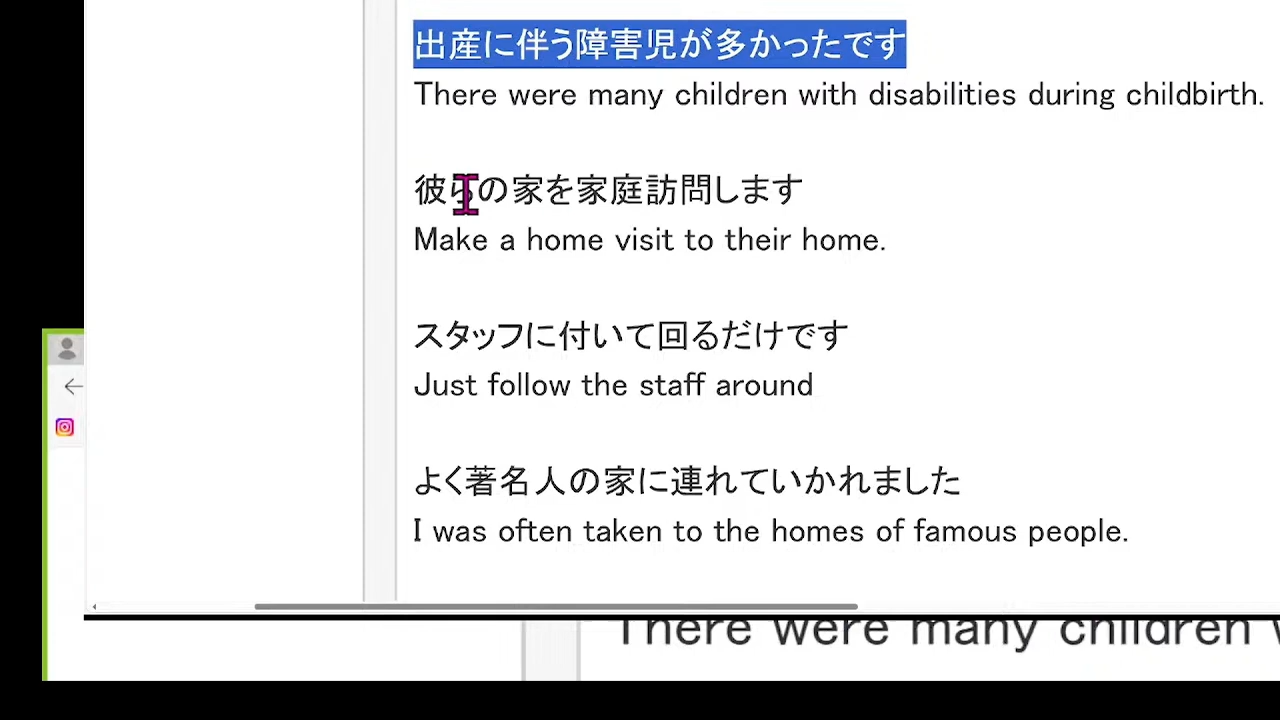 出産に伴う障害児が多かったです
There were many children with disabilities during childbirth.
彼らの家を家庭訪問します
Make a home visit to their home.
スタッフに付いて回るだけです
Just follow the staff around
よく著名人の家に連れていかれました
I was often taken to the homes of famous people.
There were many children